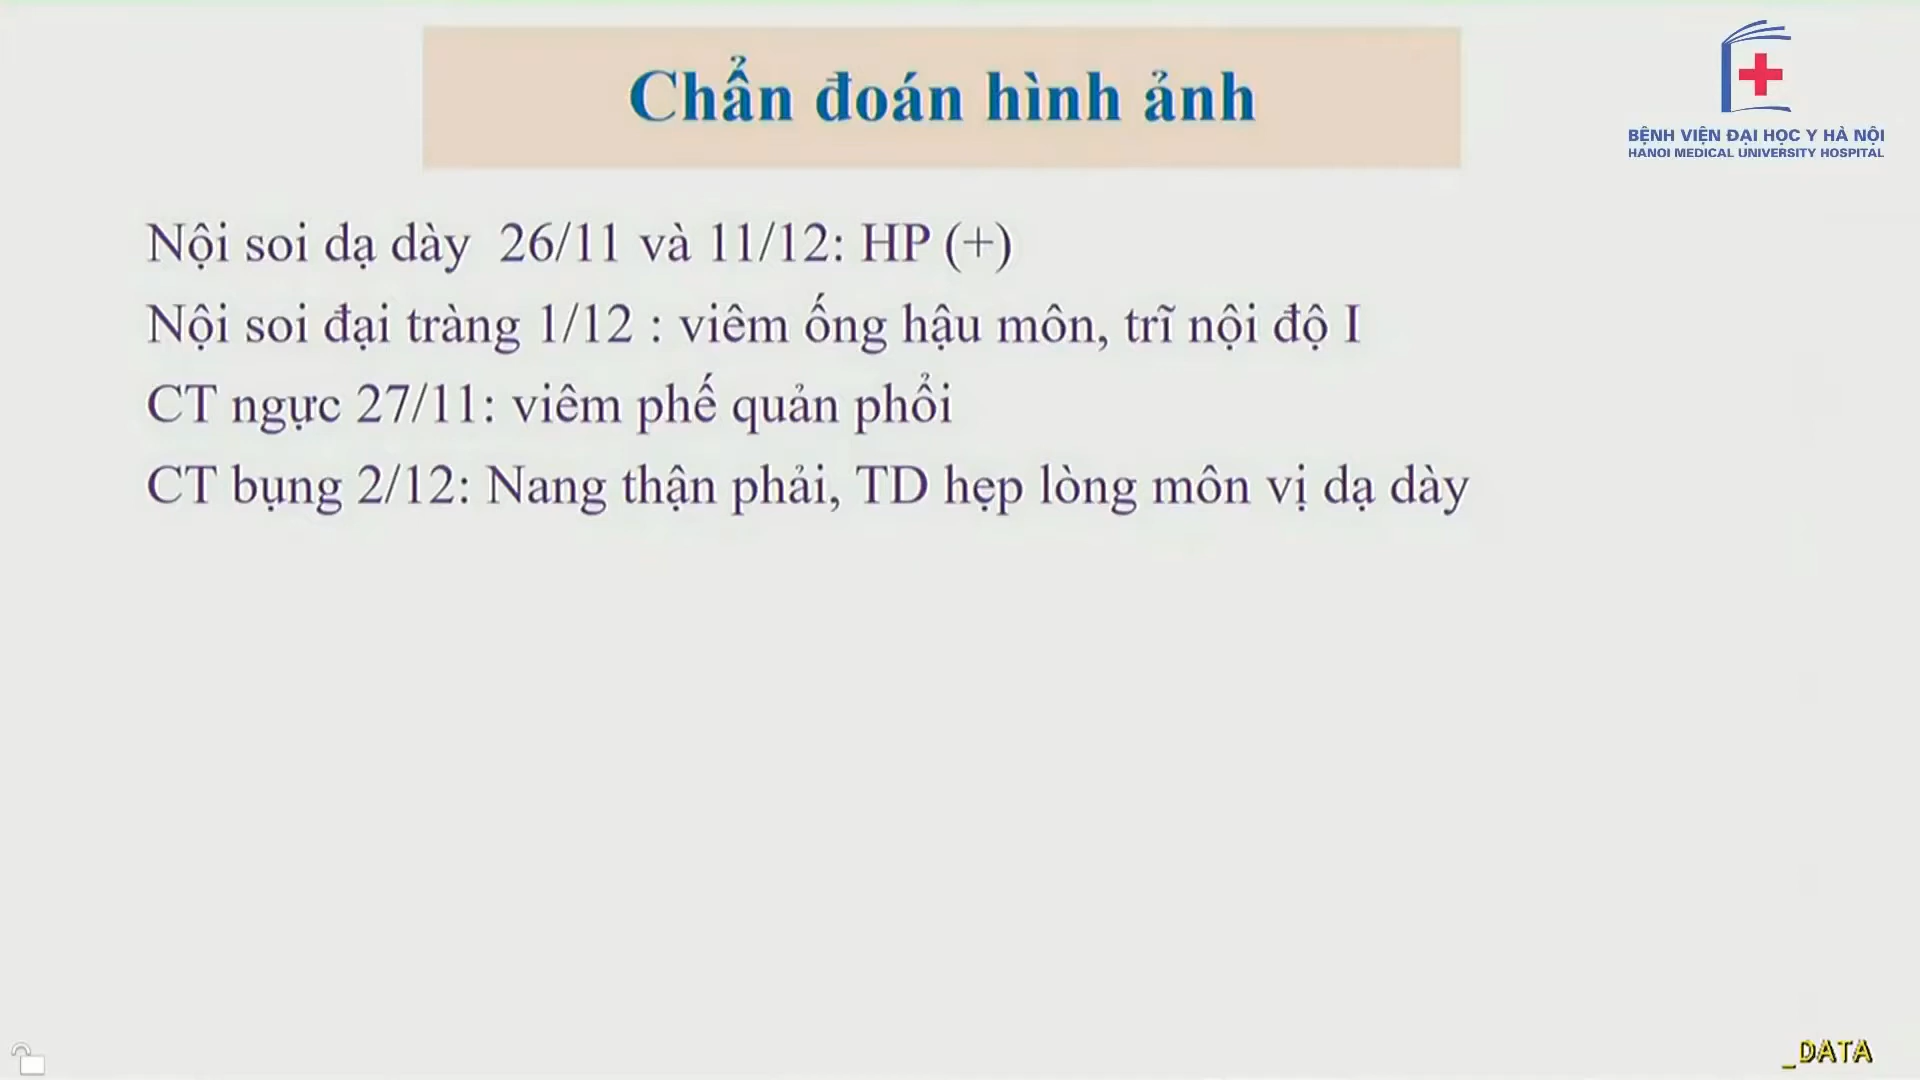 Chẩn đoán hình ảnh
BỆNH VIỆN ĐẠI HỌC Y HÀ NỘI
HANOI MEDICAL UNIVERSITY HOSPITAL
Nội soi dạ dày 26/11 và 11/12: HP (+)
Nội soi đại tràng 1/12 : viêm ống hậu môn, trĩ nội độ I
CT ngực 27/11: viêm phế quản phổi
CT bụng 2/12: Nang thận phải, TD hẹp lòng môn vị dạ dày
_DATA